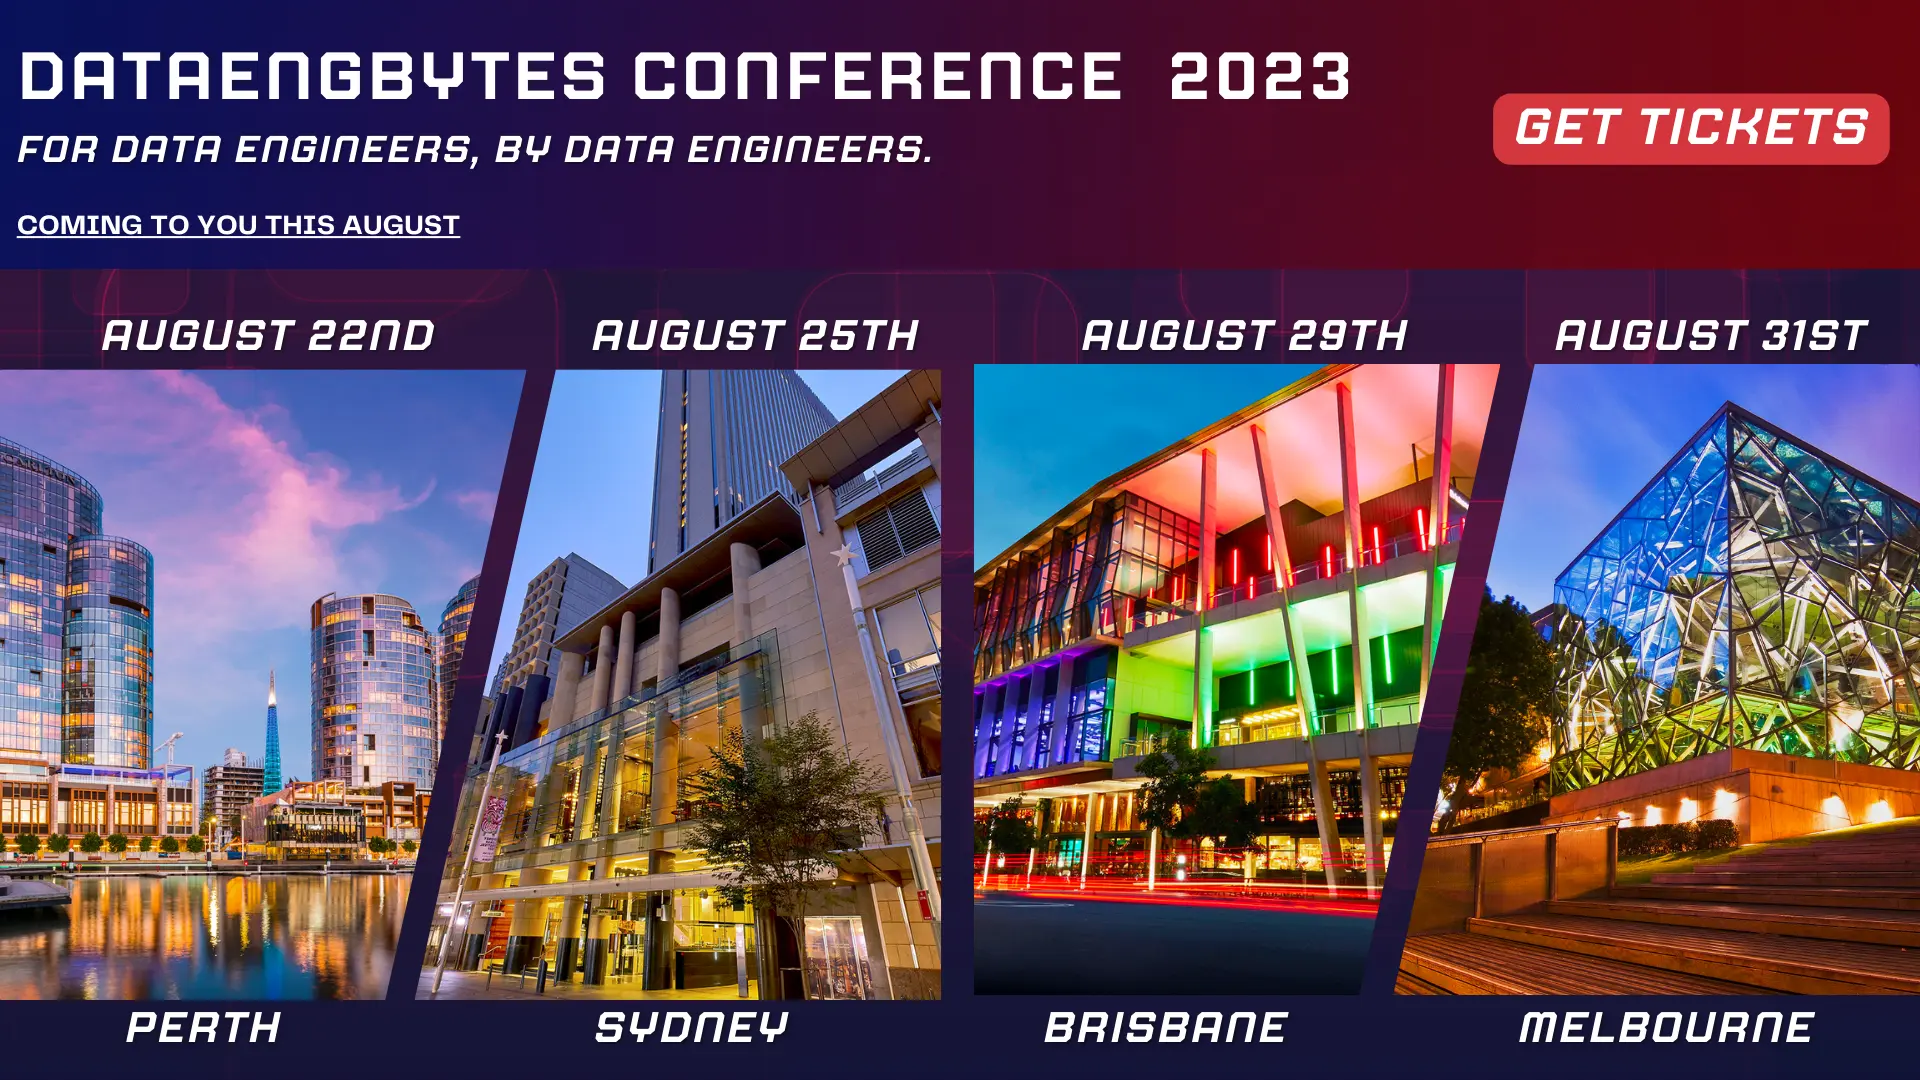 DATAENGBYTES CONFERENCE 2023
FOR DATA ENGINEERS, BY DATA ENGINEERS.
GET TICKETS
COMING TO YOU THIS AUGUST
AUGUST 22ND
AUGUST 25TH
AUGUST 29TH
AUGUST 31ST
PERTH
SYDNEY
BRISBANE
MELBOURNE